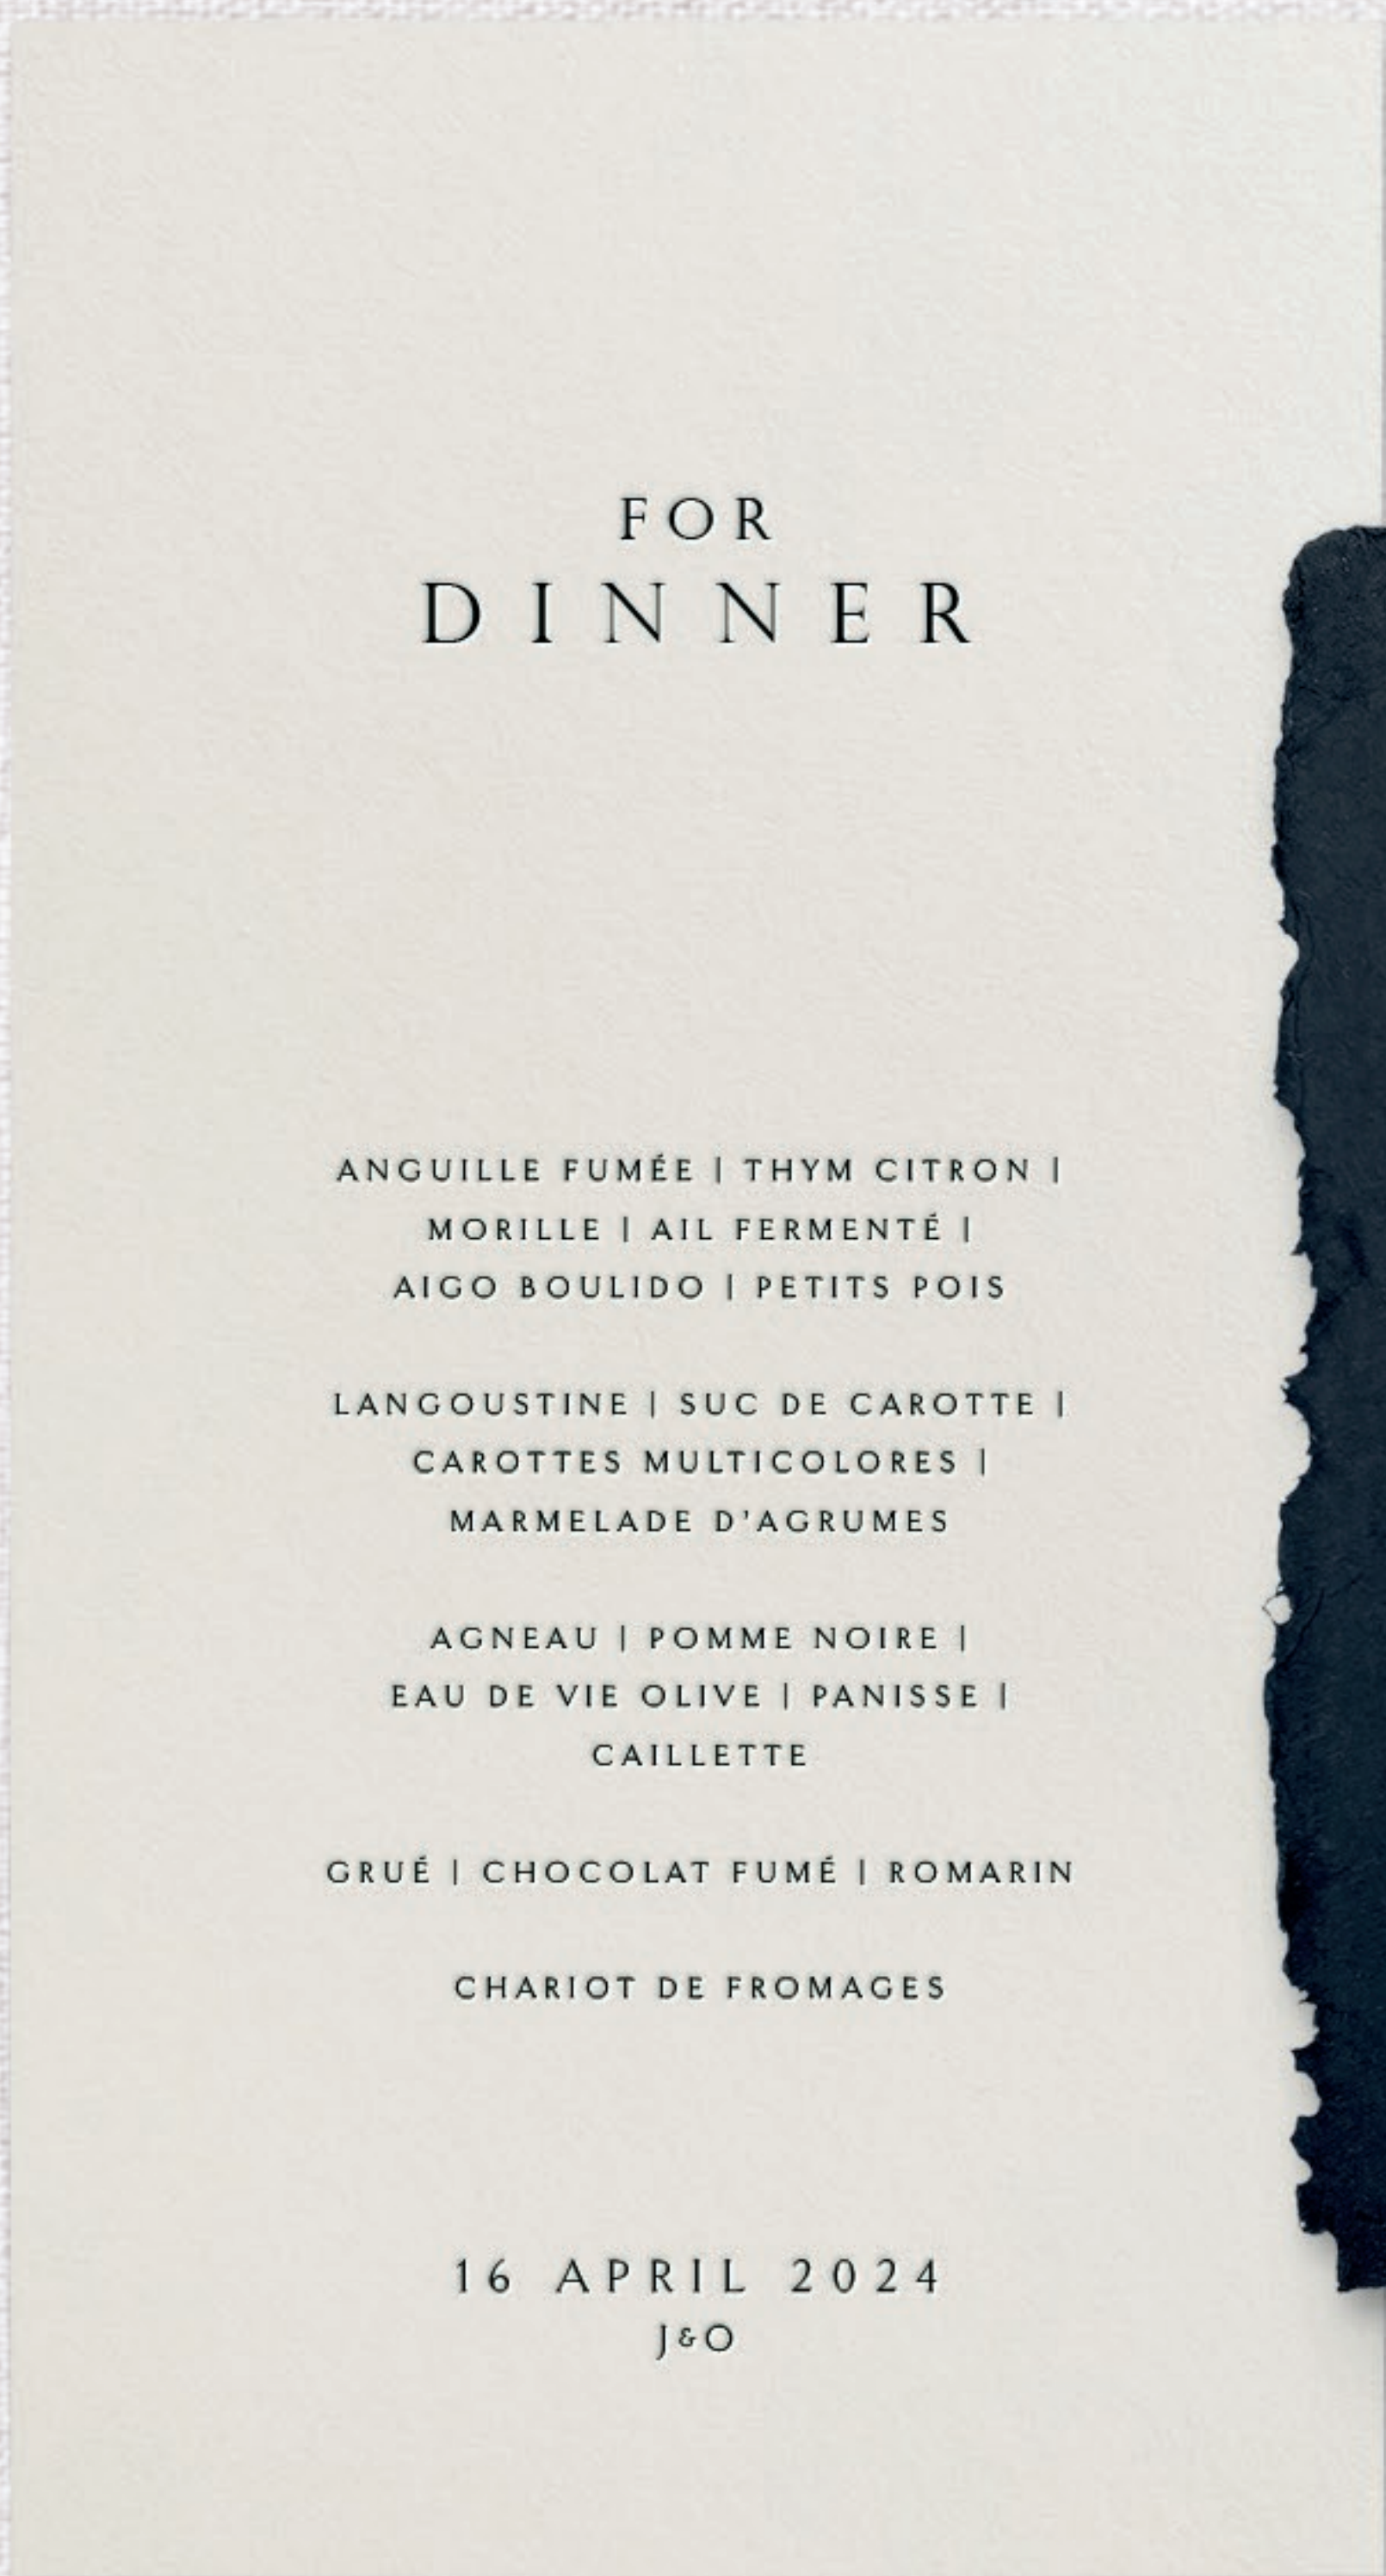 FOR
DINNER
ANGUILLE FUMÉE | THYM CITRON |
MORILLE | AIL FERMENTÉ |
AIGO BOULIDO | PETITS POIS
LANGOUSTINE | SUC DE CAROTTE |
CAROTTES MULTICOLORES |
MARMELADE D'AGRUMES
AGNEAU | POMME NOIRE |
EAU DE VIE OLIVE | PANISSE |
CAILLETTE
GRUÉ | CHOCOLAT FUMÉ | ROMARIN
CHARIOT DE FROMAGES
16 APRIL 2024
J&O